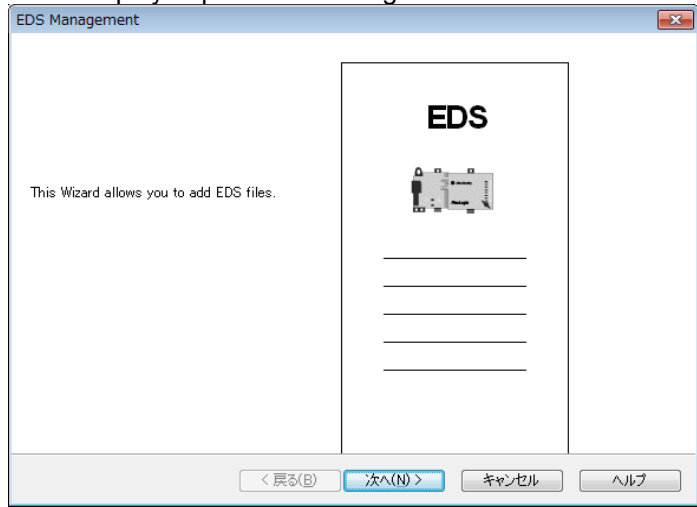 EDS Management
EDS
This Wizard allows you to add EDS files.
< 戻る(B)
次へ(N) >
キャンセル
ヘルプ